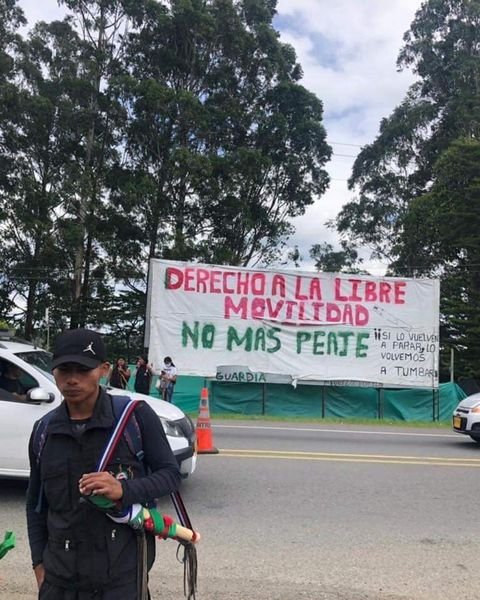 DERECHO A LA LIBRE
MOVILIDAD
NO MAS PEAJE
¡¡SI LO VUELVEN
A PARAR, LO
VOLVEMOS
A TUMBAR
GUARDIA